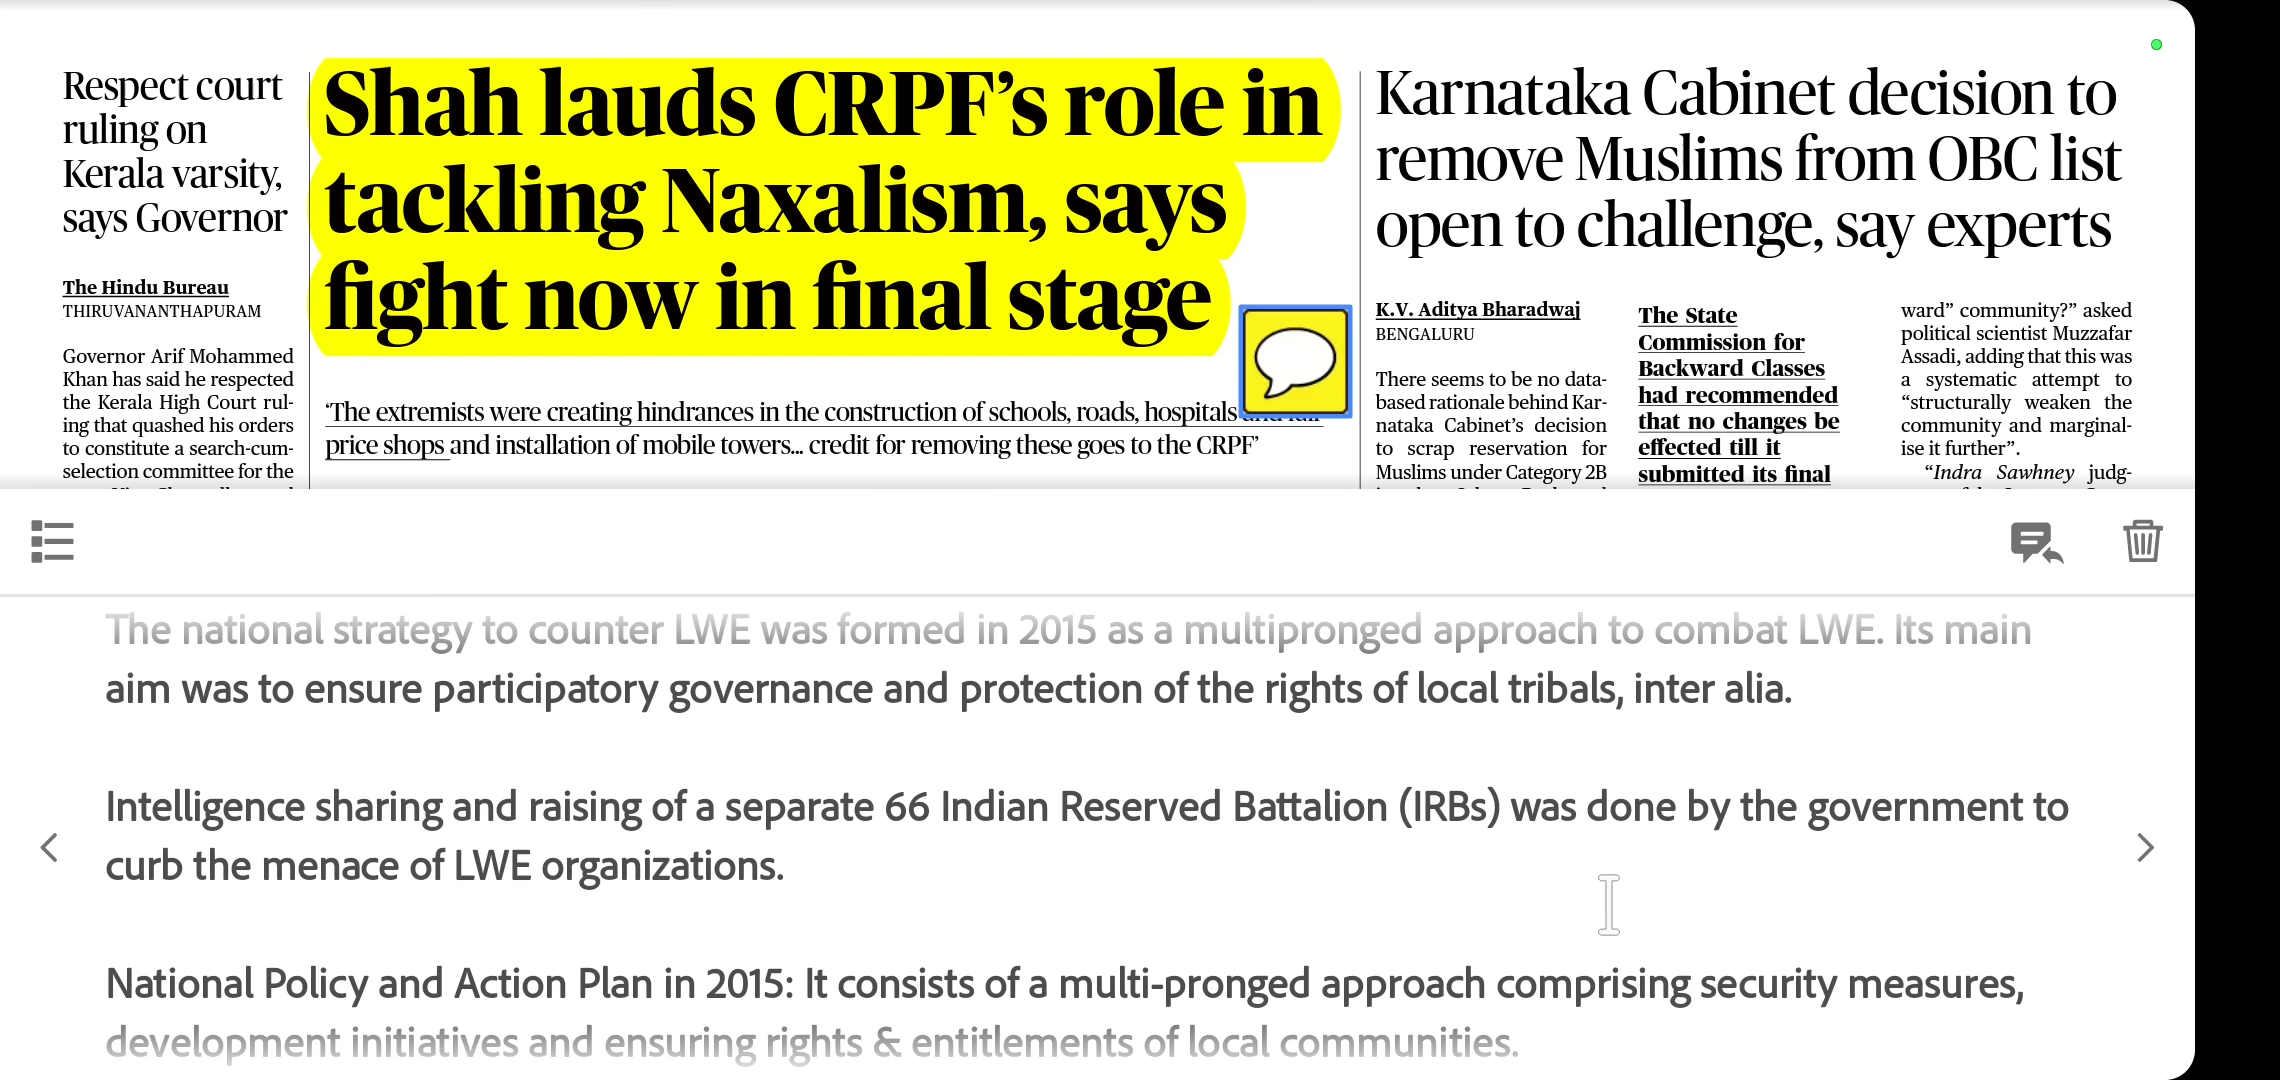 Respect court
ruling on
Kerala varsity,
says Governor
The Hindu Bureau
THIRUVANANTHAPURAM
Governor Arif Mohammed
Khan has said he respected
the Kerala High Court rul-
ing that quashed his orders
to constitute a search-cum-
selection committee for the
Shah lauds CRPF’s role in
tackling Naxalism, says
fight now in final stage
‘The extremists were creating hindrances in the construction of schools, roads, hospitals
price shops and installation of mobile towers... credit for removing these goes to the CRPF’
Karnataka Cabinet decision to
remove Muslims from OBC list
open to challenge, say experts
K.V. Aditya Bharadwaj
BENGALURU
There seems to be no data-
based rationale behind Kar-
nataka Cabinet’s decision
to scrap reservation for
Muslims under Category 2B
The State
Commission for
Backward Classes
had recommended
that no changes be
effected till it
submitted its final
ward” community?” asked
political scientist Muzzafar
Assadi, adding that this was
a systematic attempt to
“structurally weaken the
community and marginal-
ise it further”.
“Indra Sawhney judg-
The national strategy to counter LWE was formed in 2015 as a multipronged approach to combat LWE. Its main
aim was to ensure participatory governance and protection of the rights of local tribals, inter alia.
Intelligence sharing and raising of a separate 66 Indian Reserved Battalion (IRBs) was done by the government to
curb the menace of LWE organizations.
National Policy and Action Plan in 2015: It consists of a multi-pronged approach comprising security measures,
development initiatives and ensuring rights & entitlements of local communities.